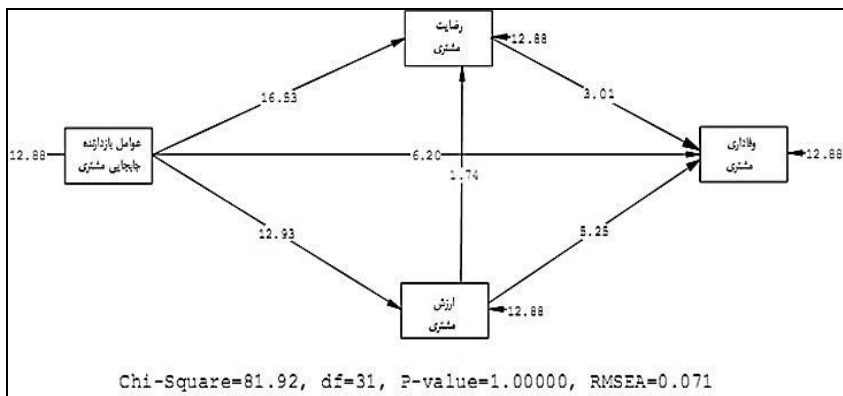 رضایت
مشتری
12.88
16.53
3.01
عوامل بازدارنده
جابجایی مشتری
12.88
6.20
1.74
وفاداری
مشتری
12.88
12.93
5.25
ارزش
مشتری
12.88
Chi-Square=81.92, df=31, P-value=1.00000, RMSEA=0.071